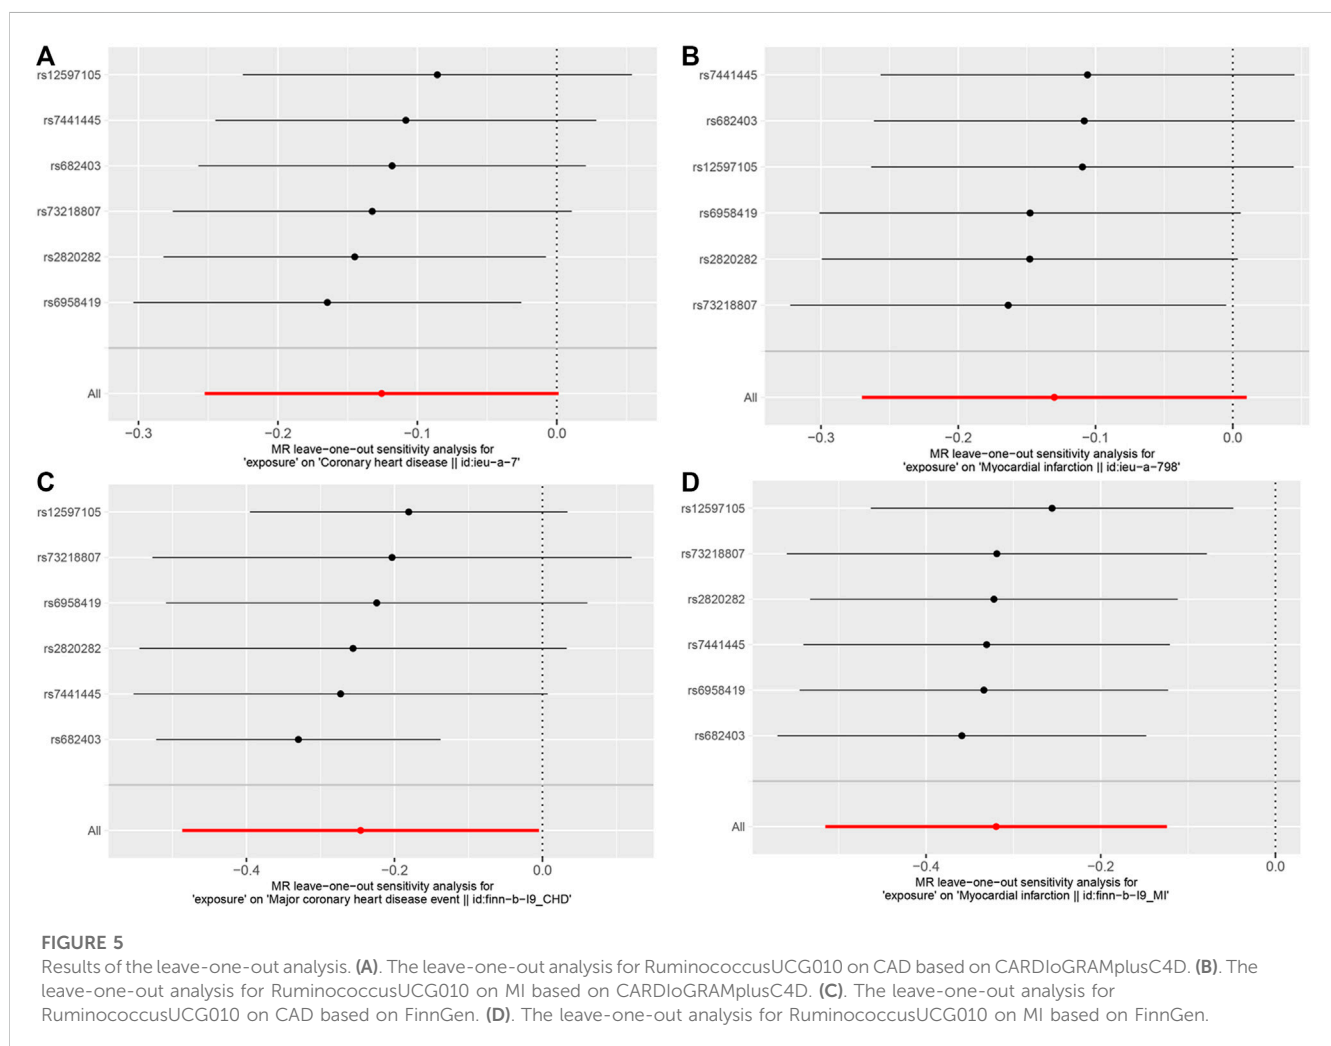 A
rs12597105
rs7441445
rs682403
rs73218807
rs2820282
rs6958419
All
−0.3 −0.2 −0.1 0.0
MR leave−one−out sensitivity analysis for
'exposure' on 'Coronary heart disease || id:ieu−a−7'
B
rs7441445
rs682403
rs12597105
rs6958419
rs2820282
rs73218807
All
−0.3 −0.2 −0.1 0.0
MR leave−one−out sensitivity analysis for
'exposure' on 'Myocardial infarction || id:ieu−a−798'
C
rs12597105
rs73218807
rs6958419
rs2820282
rs7441445
rs682403
All
−0.4 −0.2 0.0
MR leave−one−out sensitivity analysis for
'exposure' on 'Major coronary heart disease event || id:finn−b−I9_CHD'
D
rs12597105
rs73218807
rs2820282
rs7441445
rs6958419
rs682403
All
−0.4 −0.2 0.0
MR leave−one−out sensitivity analysis for
'exposure' on 'Myocardial infarction || id:finn−b−I9_MI'
FIGURE 5
Results of the leave-one-out analysis. (A). The leave-one-out analysis for RuminococcusUCG010 on CAD based on CARDIoGRAMplusC4D. (B). The
leave-one-out analysis for RuminococcusUCG010 on MI based on CARDIoGRAMplusC4D. (C). The leave-one-out analysis for
RuminococcusUCG010 on CAD based on FinnGen. (D). The leave-one-out analysis for RuminococcusUCG010 on MI based on FinnGen.